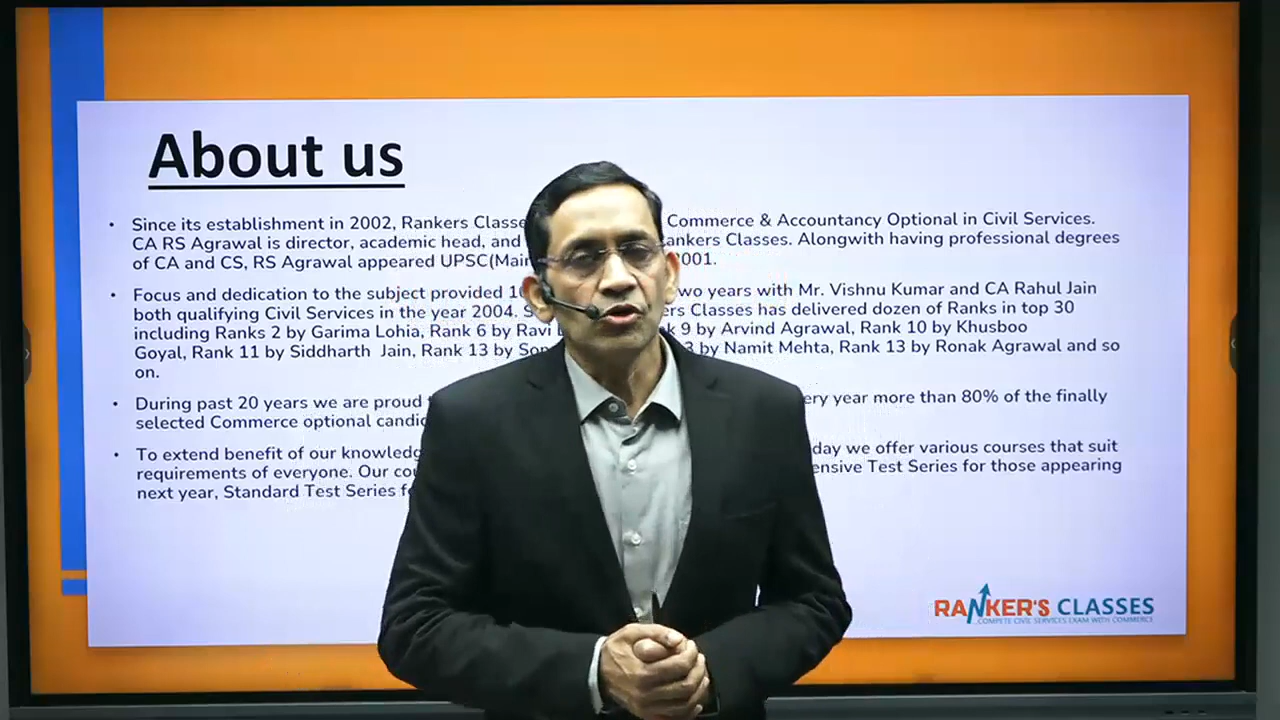 About us
• Since its establishment in 2002, Rankers Classe Commerce & Accountancy Optional in Civil Services.
CA RS Agrawal is director, academic head, and ankers Classes. Alongwith having professional degrees
of CA and CS, RS Agrawal appeared UPSC(Mai 001.
• Focus and dedication to the subject provided 10 two years with Mr. Vishnu Kumar and CA Rahul Jain
both qualifying Civil Services in the year 2004. S rs Classes has delivered dozen of Ranks in top 30
including Ranks 2 by Garima Lohia, Rank 6 by Ravi k 9 by Arvind Agrawal, Rank 10 by Khusboo
Goyal, Rank 11 by Siddharth Jain, Rank 13 by Son 3 by Namit Mehta, Rank 13 by Ronak Agrawal and so
on.
• During past 20 years we are proud ery year more than 80% of the finally
selected Commerce optional candi
• To extend benefit of our knowledg day we offer various courses that suit
requirements of everyone. Our cou ensive Test Series for those appearing
next year, Standard Test Series f
RANKER'S CLASSES
COMPETE CIVIL SERVICES EXAM WITH COMMERCE